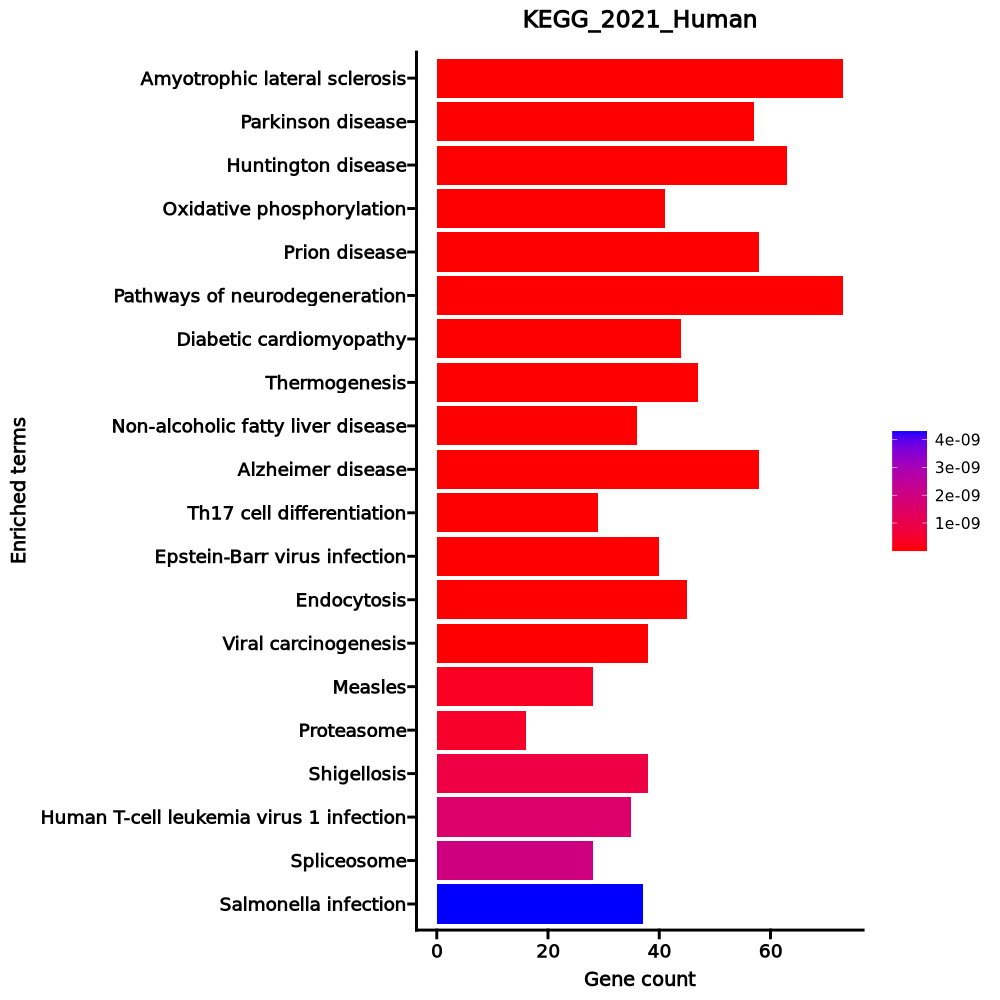 KEGG_2021_Human
Amyotrophic lateral sclerosis
Parkinson disease
Huntington disease
Oxidative phosphorylation
Prion disease
Pathways of neurodegeneration
Diabetic cardiomyopathy
Thermogenesis
Non-alcoholic fatty liver disease
Alzheimer disease
Th17 cell differentiation
Epstein-Barr virus infection
Endocytosis
Viral carcinogenesis
Measles
Proteasome
Shigellosis
Human T-cell leukemia virus 1 infection
Spliceosome
Salmonella infection
Enriched terms
0 20 40 60
Gene count
4e-09
3e-09
2e-09
1e-09